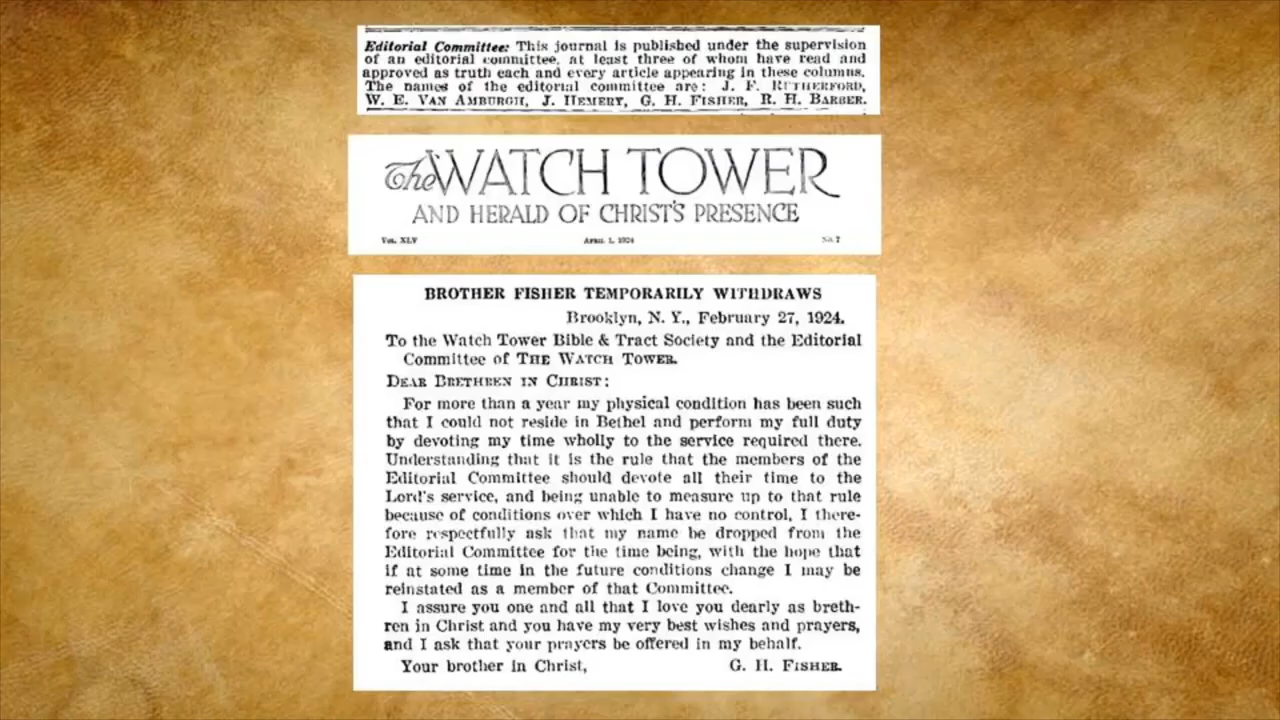 Editorial Committee: This journal is published under the supervision
of an editorial committee, at least three of whom have read and
approved as truth each and every article appearing in these columns.
The names of the editorial committee are: J. F. RUTHERFORD,
W. E. VAN AMBURGH, J. HEMERY, G. H. FISHER, R. H. BARBER.
The WATCH TOWER
AND HERALD OF CHRIST'S PRESENCE
VOL. XLV APRIL 1, 1924 No. 7
BROTHER FISHER TEMPORARILY WITHDRAWS
Brooklyn, N. Y., February 27, 1924.
To the Watch Tower Bible & Tract Society and the Editorial
Committee of THE WATCH TOWER.
DEAR BRETHREN IN CHRIST:
For more than a year my physical condition has been such
that I could not reside in Bethel and perform my full duty
by devoting my time wholly to the service required there.
Understanding that it is the rule that the members of the
Editorial Committee should devote all their time to the
Lord's service, and being unable to measure up to that rule
because of conditions over which I have no control, I there-
fore respectfully ask that my name be dropped from the
Editorial Committee for the time being, with the hope that
if at some time in the future conditions change I may be
reinstated as a member of that Committee.
I assure you one and all that I love you dearly as breth-
ren in Christ and you have my very best wishes and prayers,
and I ask that your prayers be offered in my behalf.
Your brother in Christ, G. H. FISHER.